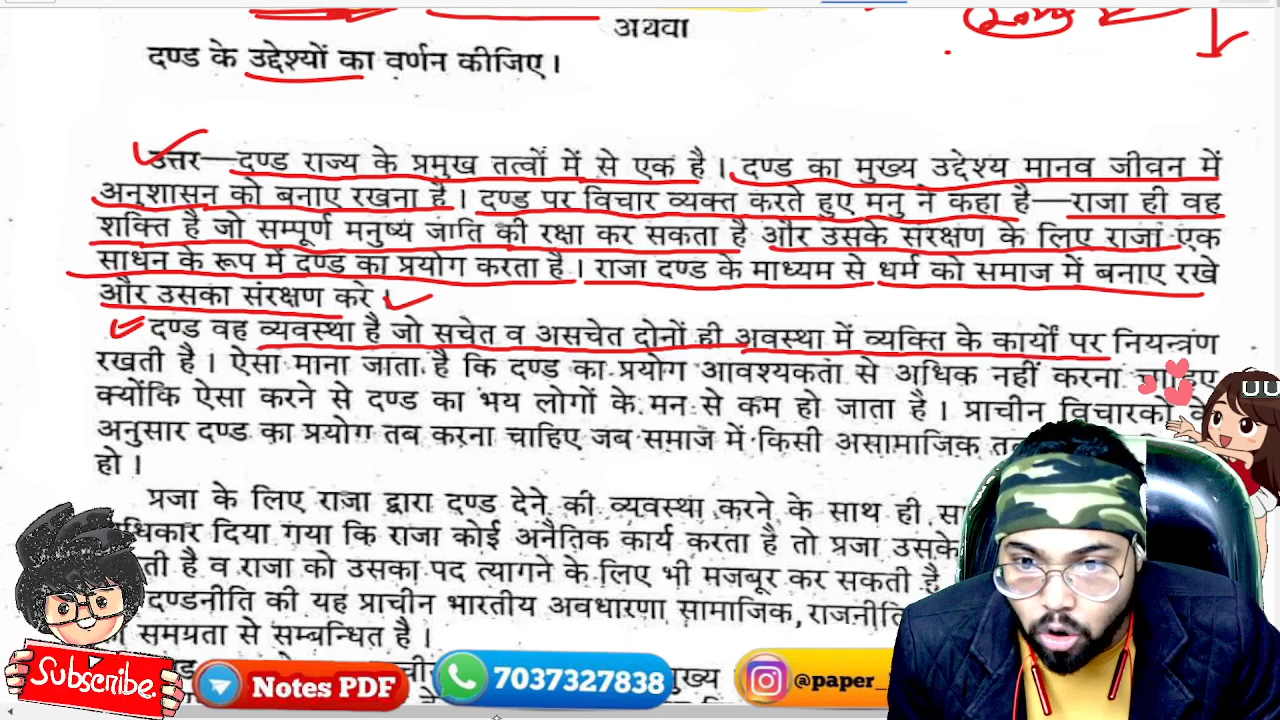 अथवा
दण्ड के उद्देश्यों का वर्णन कीजिए।
उत्तर—दण्ड राज्य के प्रमुख तत्वों में से एक है। दण्ड का मुख्य उद्देश्य मानव जीवन में
अनुशासन को बनाए रखना है। दण्ड पर विचार व्यक्त करते हुए मनु ने कहा है—राजा ही वह
शक्ति है जो सम्पूर्ण मनुष्य जाति की रक्षा कर सकता है और उसके संरक्षण के लिए राजा एक
साधन के रूप में दण्ड का प्रयोग करता है। राजा दण्ड के माध्यम से धर्म को समाज में बनाए रखे
और उसका संरक्षण करे।
दण्ड वह व्यवस्था है जो सचेत व असचेत दोनों ही अवस्था में व्यक्ति के कार्यों पर नियन्त्रण
रखती है। ऐसा माना जाता है कि दण्ड का प्रयोग आवश्यकता से अधिक नहीं करना चाहिए
क्योंकि ऐसा करने से दण्ड का भय लोगों के मन से कम हो जाता है। प्राचीन विचारकों
अनुसार दण्ड का प्रयोग तब करना चाहिए जब समाज में किसी असामाजिक
हो।
प्रजा के लिए राजा द्वारा दण्ड देने की व्यवस्था करने के साथ ही
दिया गया कि राजा कोई अनैतिक कार्य करता है तो प्रजा उसके
है व राजा को उसका पद त्यागने के लिए भी मजबूर कर सकती है
दण्डनीति की यह प्राचीन भारतीय अवधारणा सामाजिक,
समग्रता से सम्बन्धित है।
मुख्य
Subscribe.
Notes PDF
7037327838
@paper_